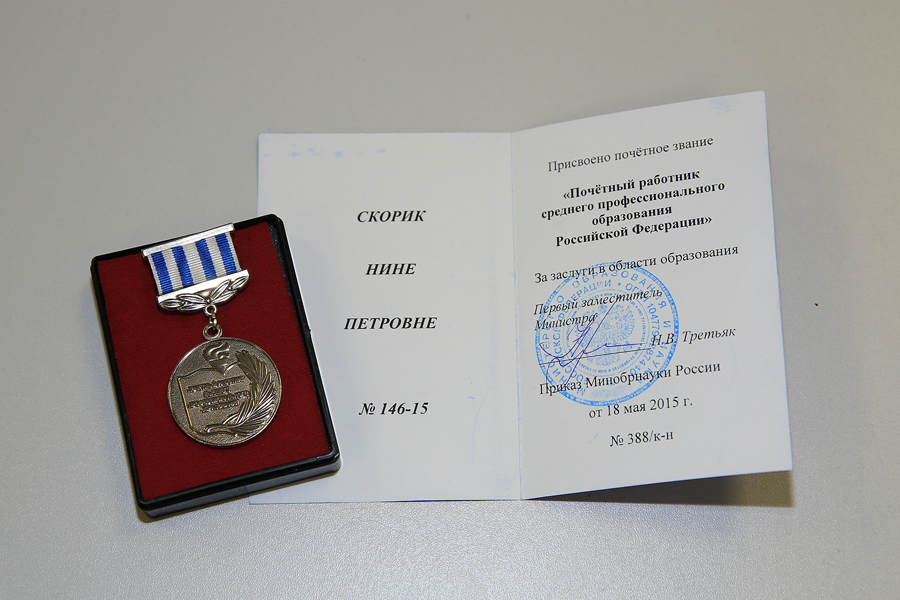 СКОРИК
НИНЕ
ПЕТРОВНЕ
№ 146-15
Присвоено почётное звание
«Почётный работник
среднего профессионального
образования
Российской Федерации»
За заслуги в области образования
Первый заместитель
Министра
Н.В. Третьяк
Приказ Минобрнауки России
от 18 мая 2015 г.
№ 388/к-н